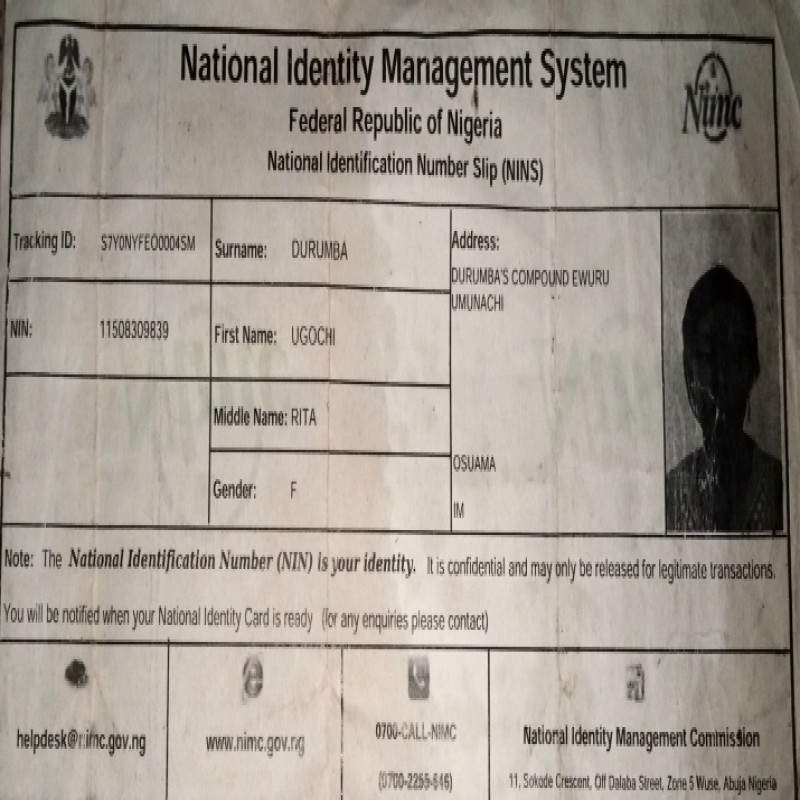 National Identity Management System
Federal Republic of Nigeria
National Identification Number Slip (NINS)
nimc
Tracking ID: S7Y0NYFEO0004SM
Surname: DURUMBA
Address:
DURUMBA'S COMPOUND EWURU
UMUNACHI
NIN: 11508309839
First Name: UGOCHI
Middle Name: RITA
OSUAMA
Gender: F
IM
Note: The National Identification Number (NIN) is your identity. It is confidential and may only be released for legitimate transactions.
You will be notified when your National Identity Card is ready (for any enquiries please contact)
helpdesk@nimc.gov.ng
www.nimc.gov.ng
0700-CALL-NIMC
(0700-2255-646)
National Identity Management Commission
11, Sokode Crescent, Off Dalaba Street, Zone 5 Wuse, Abuja Nigeria